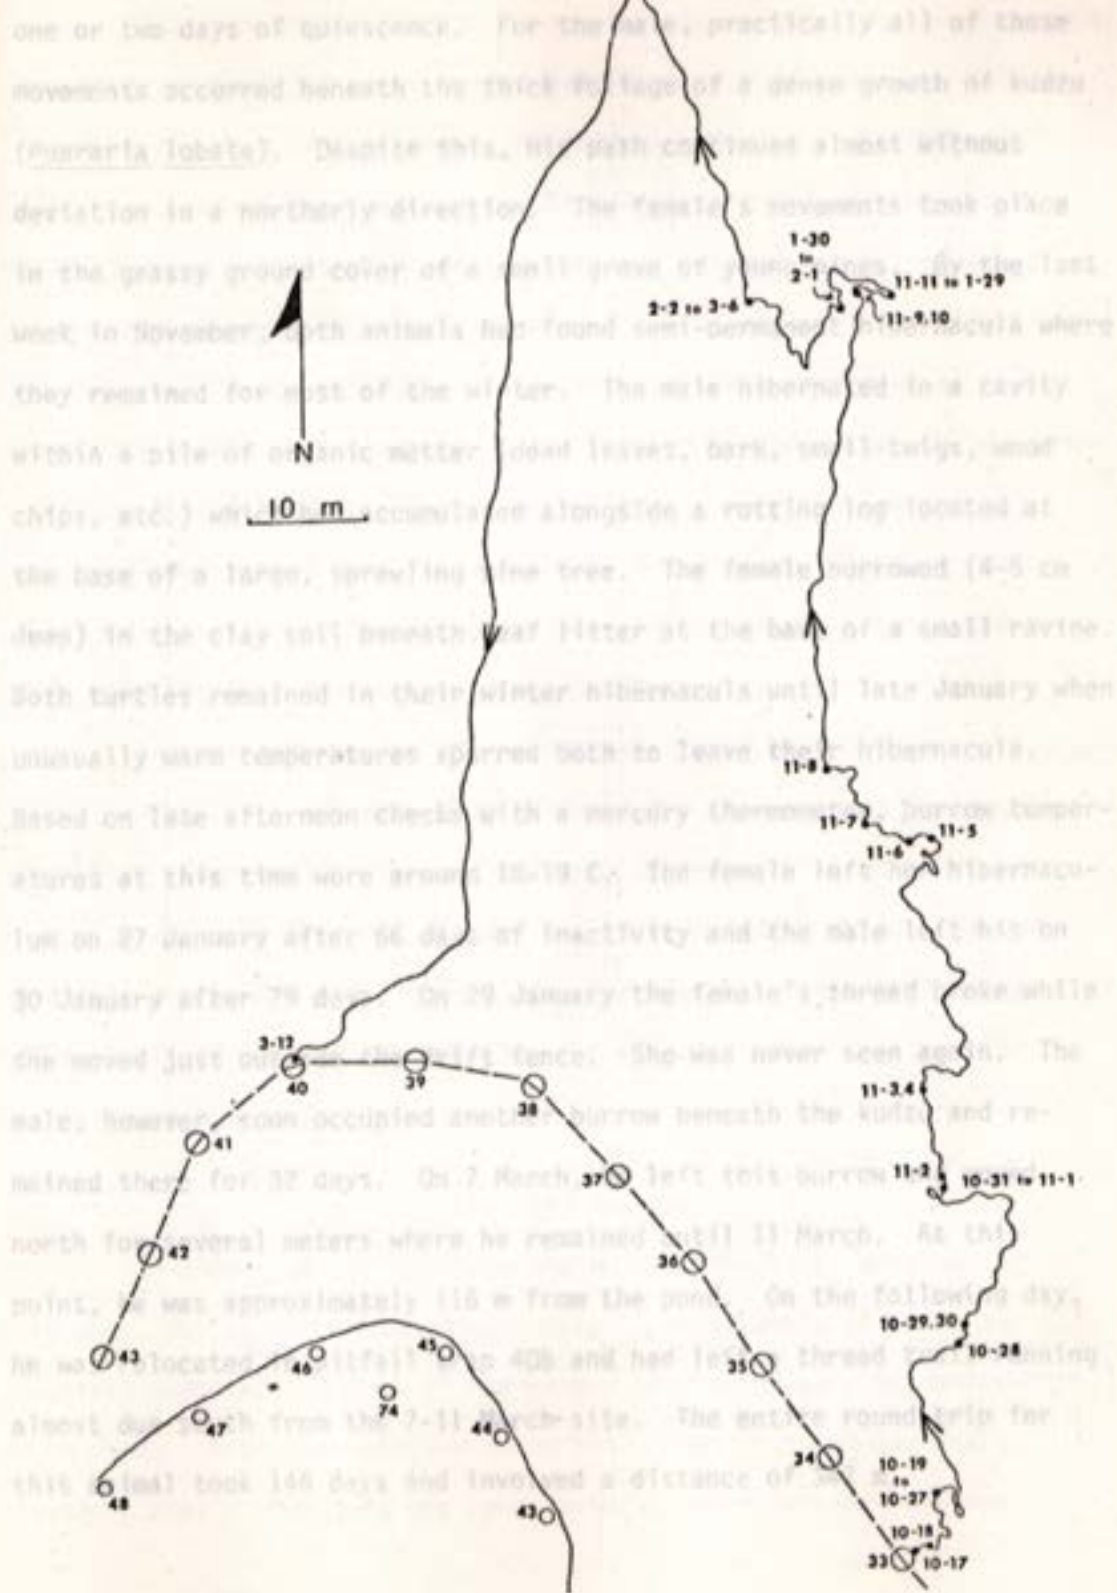 one or two days of quiescence. For the male, practically all of these
movements occurred beneath the thick foliage of a dense growth of kudzu
(Pueraria lobata). Despite this, his path continued almost without
deviation in a northerly direction. The female's movements took place
in the grassy ground cover of a small grove of young pines. By the last
week in November, both animals had found semi-permanent hibernacula where
they remained for most of the winter. The male hibernated in a cavity
within a pile of organic matter (dead leaves, bark, small twigs, wood
chips, etc.) which had accumulated alongside a rotting log located at
the base of a large, sprawling pine tree. The female burrowed (4-6 cm
deep) in the clay soil beneath leaf litter at the base of a small ravine.
Both turtles remained in their winter hibernacula until late January when
unusually warm temperatures spurred both to leave their hibernacula.
Based on late afternoon checks with a mercury thermometer, burrow temper-
atures at this time were around 18-19 C. The female left her hibernacu-
lum on 27 January after 66 days of inactivity and the male left his on
30 January after 79 days. On 29 January the female's thread broke while
she moved just outside the drift fence. She was never seen again. The
male, however, soon occupied another burrow beneath the kudzu and re-
mained there for 32 days. On 7 March, he left this burrow and moved
north for several meters where he remained until 11 March. At this
point, he was approximately 116 m from the pond. On the following day,
he was relocated in pitfall trap 40B and had left a thread trail running
almost due south from the 7-11 March site. The entire round trip for
this animal took 146 days and involved a distance of m.
1-30
to
2-1
11-11 to 1-29
2-2 to 3-6
11-9,10
N
10 m
11-8
11-7
11-5
11-6
3-12
40
39
38
11-3,4
41
37
11-2
10-31 to 11-1
42
36
10-29,30
10-28
43
35
46
45
74
47
44
34
10-19
to
10-27
48
43
10-18
33
10-17